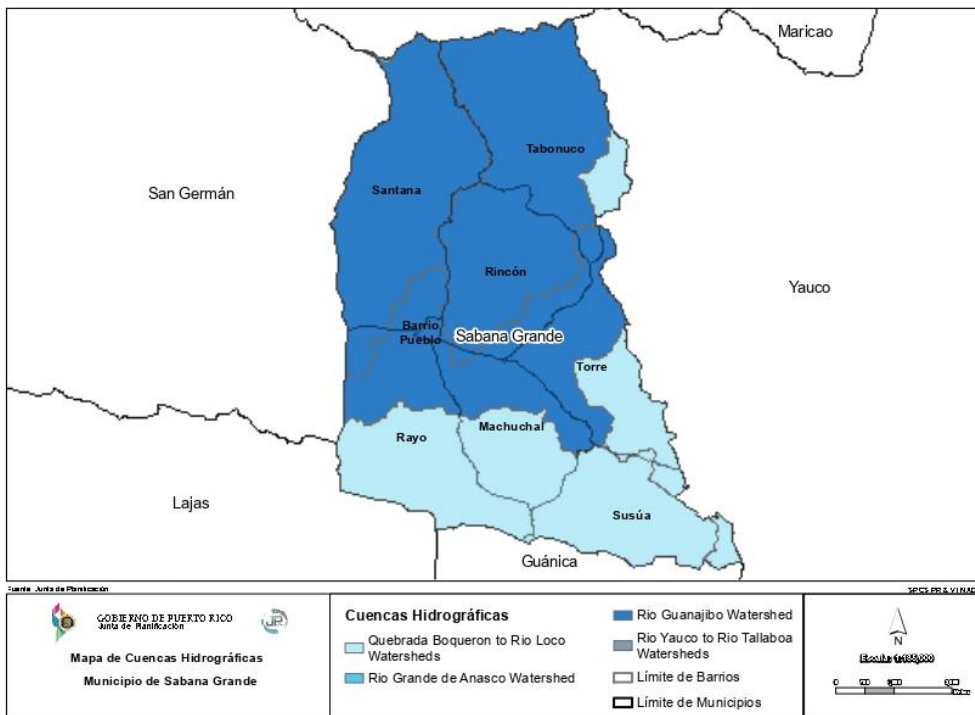 Maricao
Tabonuco
San Germán
Santana
Rincón
Yauco
Barrio
Pueblo
Sabana Grande
Torre
Rayo
Machuchal
Lajas
Susúa
Guánica
Fuente: Junta de Planificación
GOBIERNO DE PUERTO RICO
Junta de Planificación
Mapa de Cuencas Hidrográficas
Municipio de Sabana Grande
Cuencas Hidrográficas
Quebrada Boqueron to Rio Loco
Watersheds
Rio Grande de Anasco Watershed
Rio Guanajibo Watershed
Rio Yauco to Rio Tallaboa
Watersheds
Límite de Barrios
Límite de Municipios
N